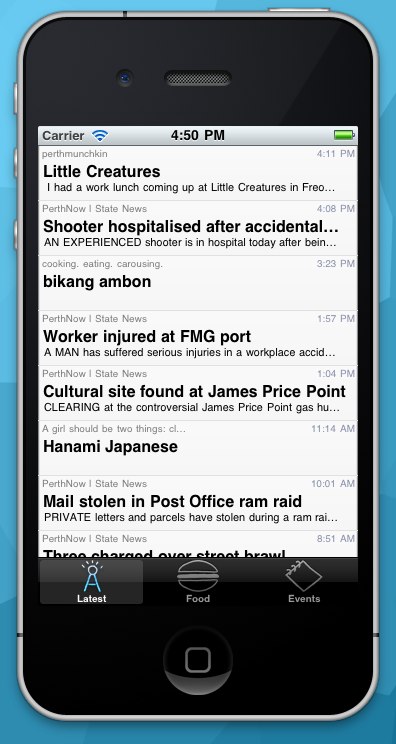 Carrier 4:50 PM
perthmunchkin 4:11 PM
Little Creatures
I had a work lunch coming up at Little Creatures in Freo...
PerthNow | State News 4:08 PM
Shooter hospitalised after accidental...
AN EXPERIENCED shooter is in hospital today after bein...
cooking. eating. carousing. 3:23 PM
bikang ambon
PerthNow | State News 1:57 PM
Worker injured at FMG port
A MAN has suffered serious injuries in a workplace accid...
PerthNow | State News 1:04 PM
Cultural site found at James Price Point
CLEARING at the controversial James Price Point gas hu...
A girl should be two things: cl... 11:14 AM
Hanami Japanese
PerthNow | State News 10:01 AM
Mail stolen in Post Office ram raid
PRIVATE letters and parcels have stolen during a ram rai...
PerthNow | State News 8:51 AM
Three charged over street brawl
Latest Food Events